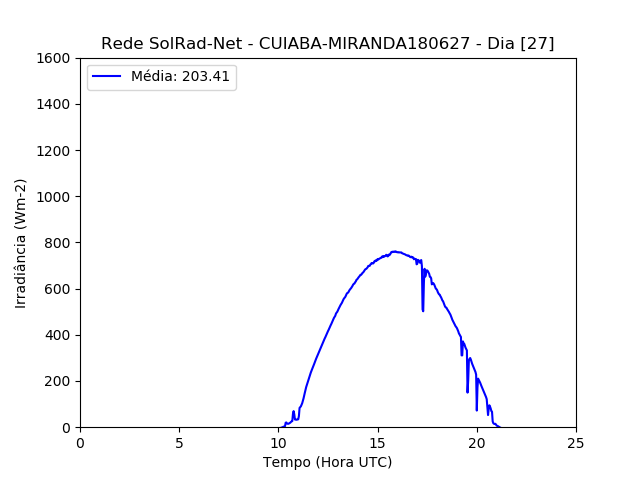 Rede SolRad-Net - CUIABA-MIRANDA180627 - Dia [27]
Média: 203.41
1600
1400
1200
1000
800
600
400
200
0
Irradiância (Wm-2)
0 5 10 15 20 25
Tempo (Hora UTC)